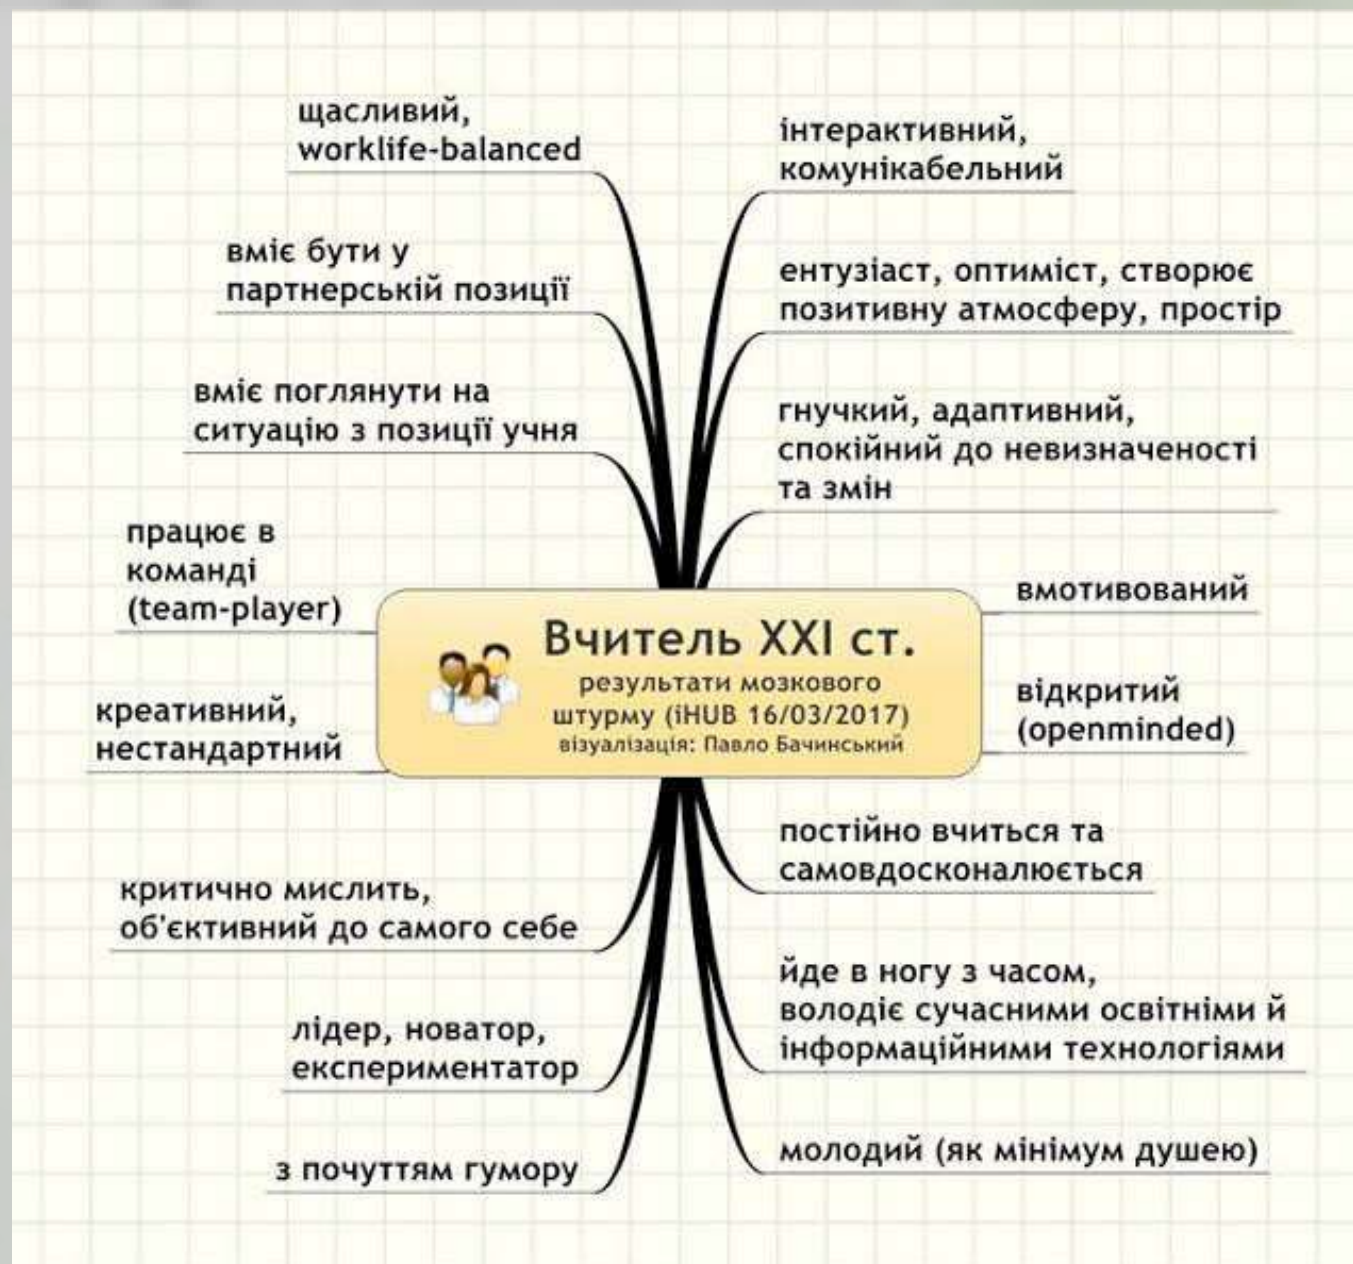 щасливий,
worklife-balanced
вміє бути у
партнерській позиції
вміє поглянути на
ситуацію з позиції учня
працює в
команді
(team-player)
креативний,
нестандартний
критично мислить,
об'єктивний до самого себе
лідер, новатор,
експериментатор
з почуттям гумору
Вчитель XXI ст.
результати мозкового
штурму (iHUB 16/03/2017)
візуалізація: Павло Бачинський
інтерактивний,
комунікабельний
ентузіаст, оптиміст, створює
позитивну атмосферу, простір
гнучкий, адаптивний,
спокійний до невизначеності
та змін
вмотивований
відкритий
(openminded)
постійно вчиться та
самовдосконалюється
йде в ногу з часом,
володіє сучасними освітніми й
інформаційними технологіями
молодий (як мінімум душею)